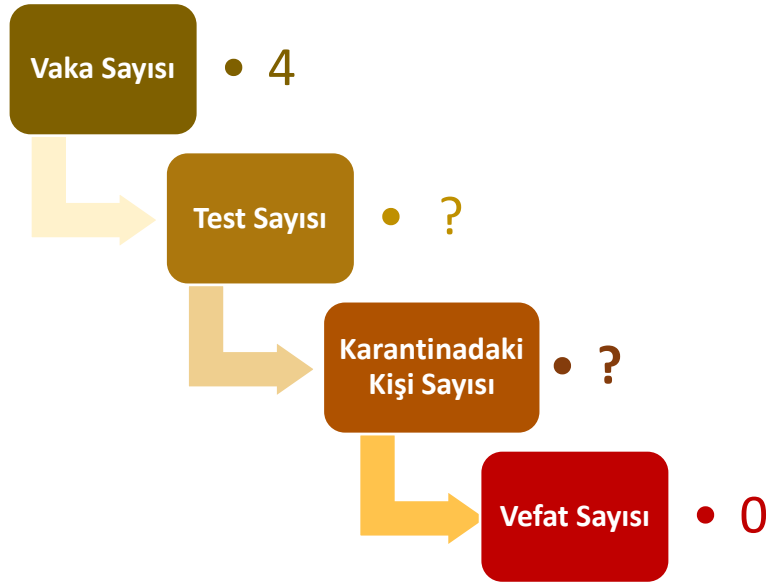 Vaka Sayısı
• 4
Test Sayısı
• ?
Karantinadaki
Kişi Sayısı
• ?
Vefat Sayısı
• 0